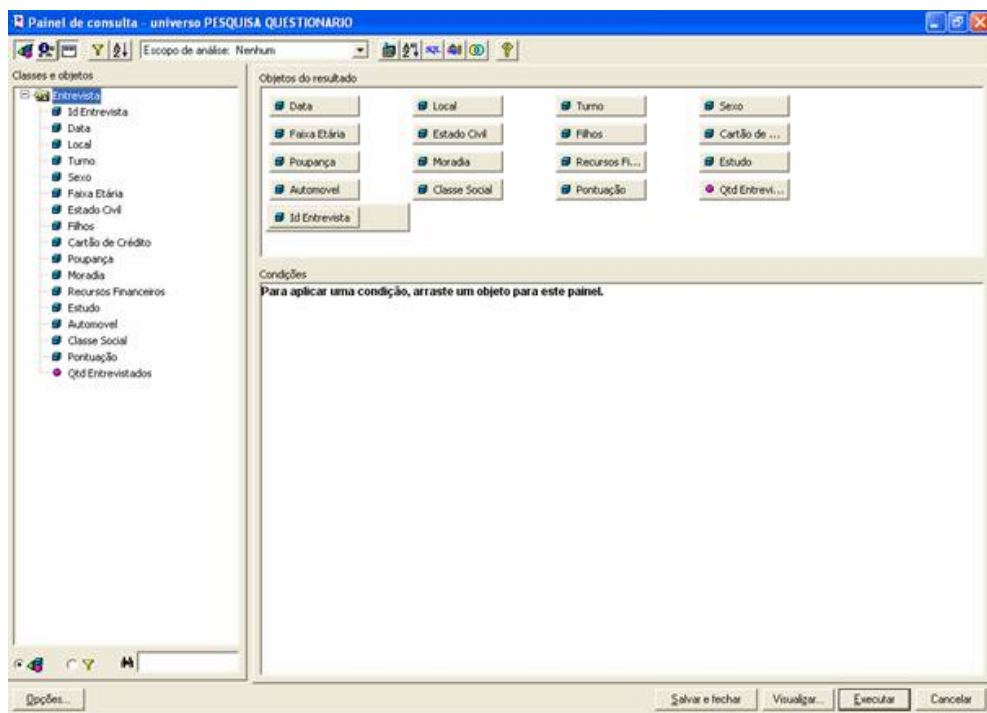 Painel de consulta - universo PESQUISA QUESTIONARIO
Escopo de análise: Nenhum
SQL
Classes e objetos
Entrevista
Id Entrevista
Data
Local
Turno
Sexo
Faixa Etária
Estado Civil
Filhos
Cartão de Crédito
Poupança
Moradia
Recursos Financeiros
Estudo
Automovel
Classe Social
Pontuação
Qtd Entrevistados
Objetos do resultado
Data Local Turno Sexo
Faixa Etária Estado Civil Filhos Cartão de ...
Poupança Moradia Recursos Fi... Estudo
Automovel Classe Social Pontuação Qtd Entrevi...
Id Entrevista
Condições
Para aplicar uma condição, arraste um objeto para este painel.
Opções... Salvar e fechar Visualizar... Executar Cancelar